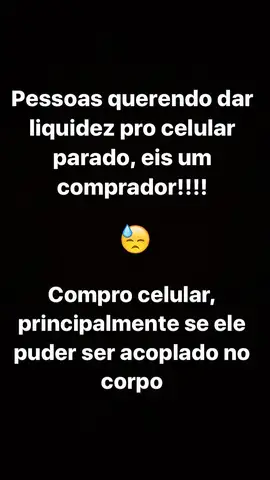 Pessoas querendo dar
liquidez pro celular
parado, eis um
comprador!!!!
😓
Compro celular,
principalmente se ele
puder ser acoplado no
corpo